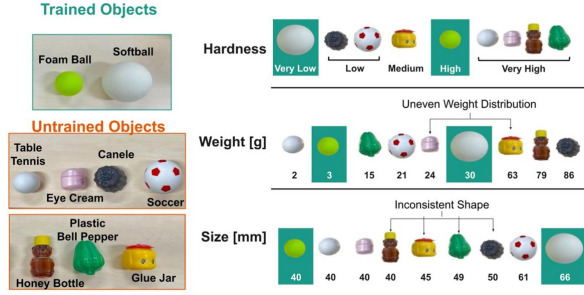 Trained Objects
Foam Ball
Softball
Untrained Objects
Table
Tennis
Canele
Eye Cream
Soccer
Plastic
Bell Pepper
Honey Bottle
Glue Jar
Hardness
Very Low
Low
Medium
High
Very High
Uneven Weight Distribution
Weight [g]
2 3 15 21 24 30 63 79 86
Inconsistent Shape
Size [mm]
40 40 40 40 45 49 50 61 66